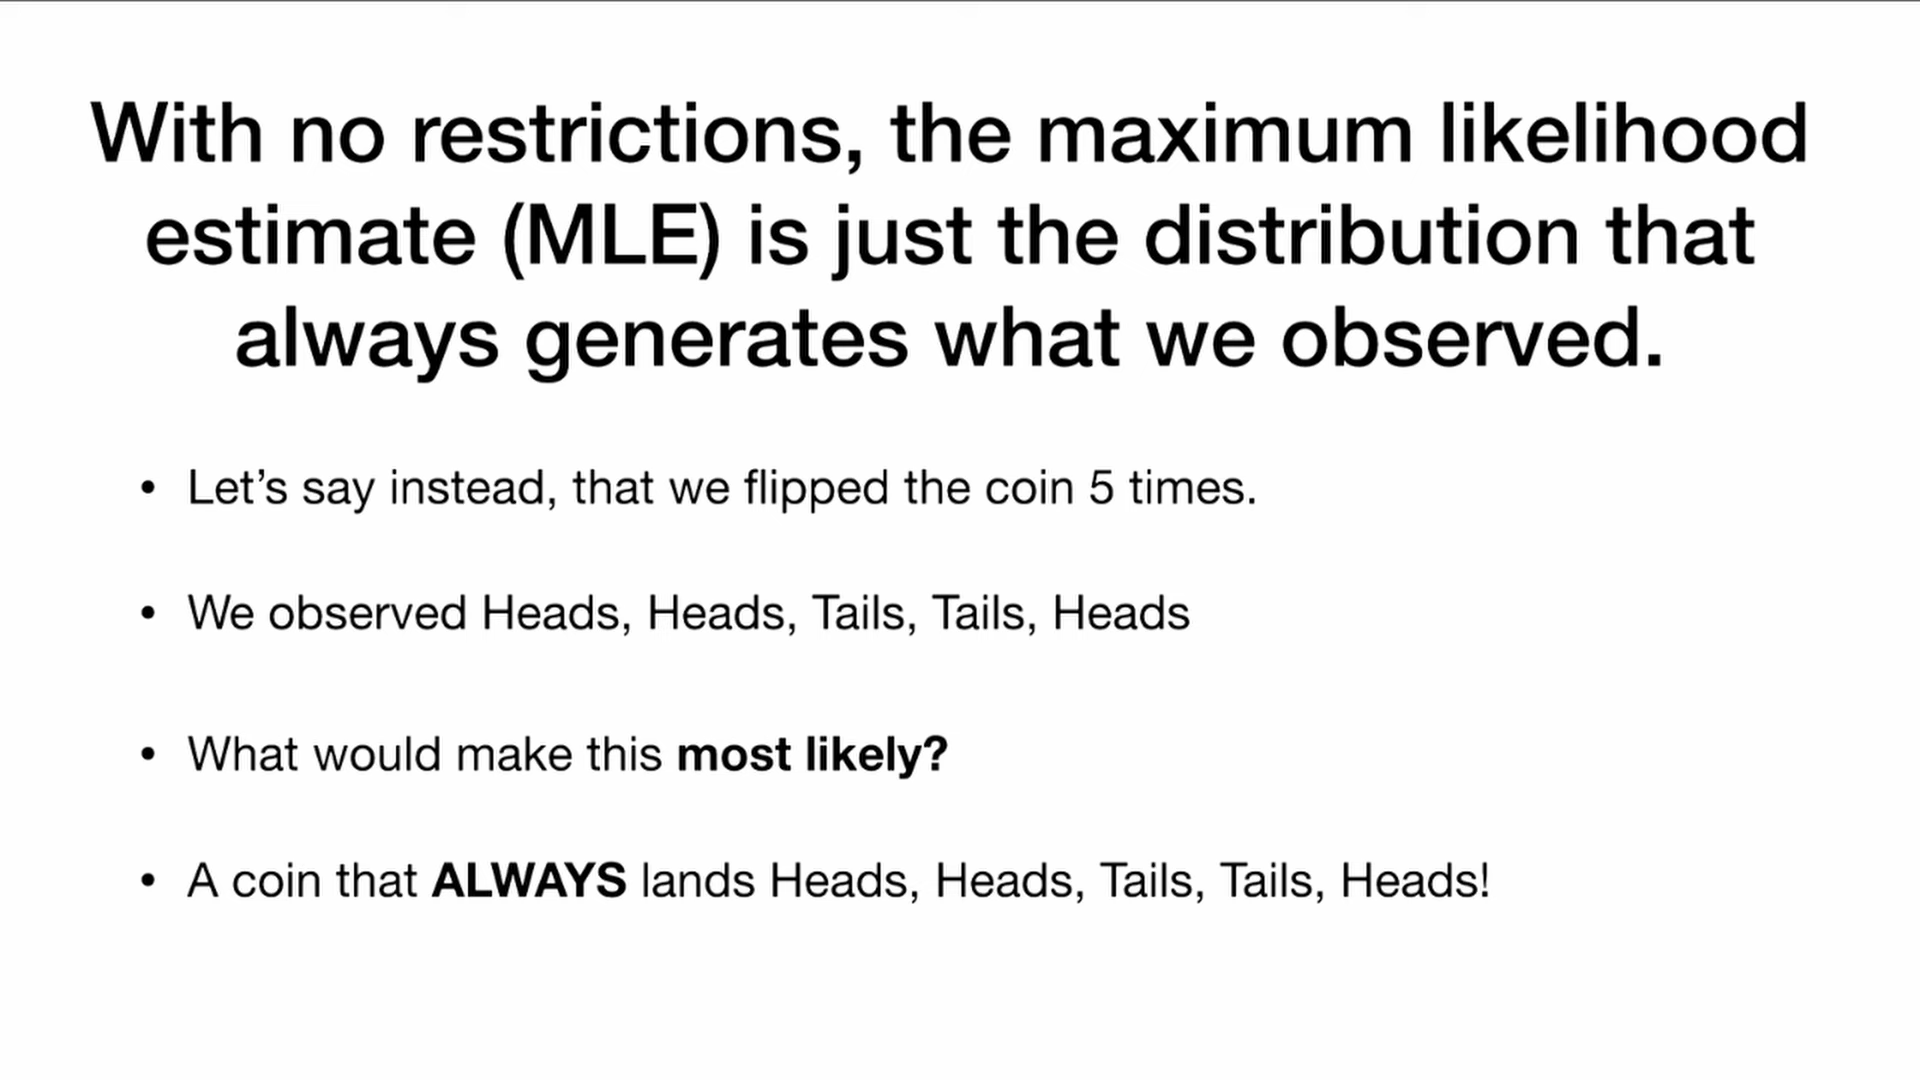 With no restrictions, the maximum likelihood
estimate (MLE) is just the distribution that
always generates what we observed.
• Let’s say instead, that we flipped the coin 5 times.
• We observed Heads, Heads, Tails, Tails, Heads
• What would make this most likely?
• A coin that ALWAYS lands Heads, Heads, Tails, Tails, Heads!